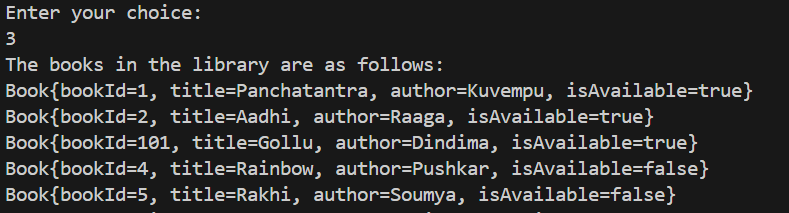 Enter your choice:
3
The books in the library are as follows:
Book{bookId=1, title=Panchatantra, author=Kuvempu, isAvailable=true}
Book{bookId=2, title=Aadhi, author=Raaga, isAvailable=true}
Book{bookId=101, title=Gollu, author=Dindima, isAvailable=true}
Book{bookId=4, title=Rainbow, author=Pushkar, isAvailable=false}
Book{bookId=5, title=Rakhi, author=Soumya, isAvailable=false}